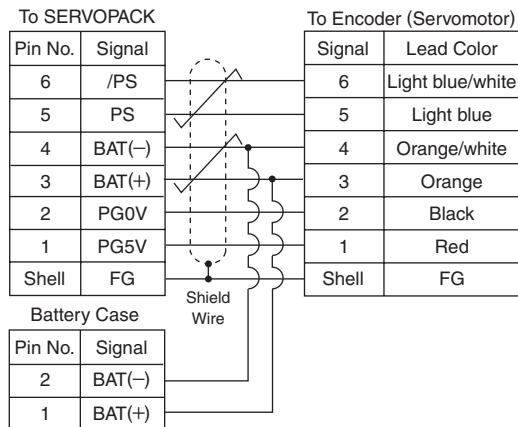 To SERVOPACK
Pin No. Signal
6 /PS
5 PS
4 BAT(−)
3 BAT(+)
2 PG0V
1 PG5V
Shell FG
To Encoder (Servomotor)
Signal Lead Color
6 Light blue/white
5 Light blue
4 Orange/white
3 Orange
2 Black
1 Red
Shell FG
Shield
Wire
Battery Case
Pin No. Signal
2 BAT(−)
1 BAT(+)